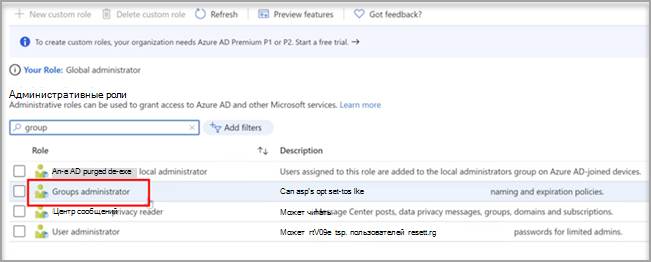 New custom role Delete custom role Refresh Preview features Got feedback?
To create custom roles, your organization needs Azure AD Premium P1 or P2. Start a free trial. →
Your Role: Global administrator
Административные роли
Administrative roles can be used to grant access to Azure AD and other Microsoft services. Learn more
group Add filters
Role Description
AD purged de-exe local administrator Users assigned to this role are added to the local administrators group on Azure AD-joined devices.
Groups administrator Can asp's opt set-tos Ike naming and expiration policies.
Центр сообщений privacy reader Может читать Center posts, data privacy messages, groups, domains and subscriptions.
User administrator Может rtV09e tsp. пользователей resett.rg passwords for limited admins.